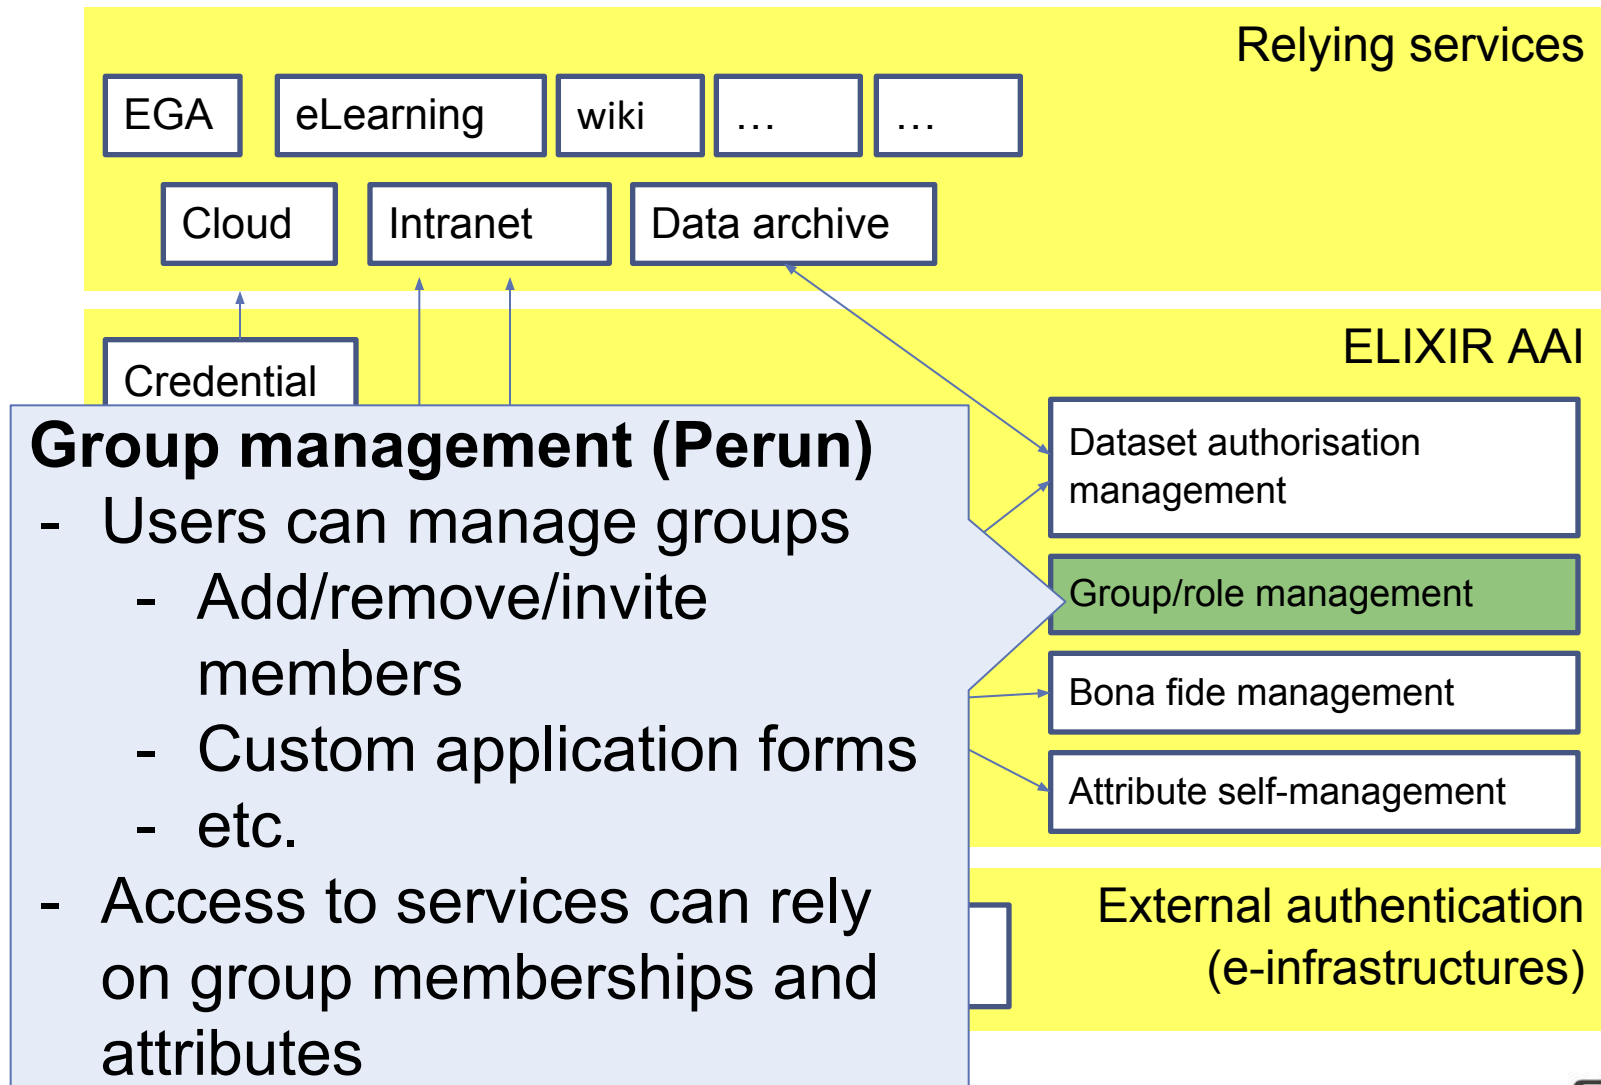 Relying services
EGA
eLearning
wiki
...
...
Cloud
Intranet
Data archive
ELIXIR AAI
Credential
Group management (Perun)
- Users can manage groups
- Add/remove/invite
members
- Custom application forms
- etc.
- Access to services can rely
on group memberships and
attributes
Dataset authorisation
management
Group/role management
Bona fide management
Attribute self-management
External authentication
(e-infrastructures)